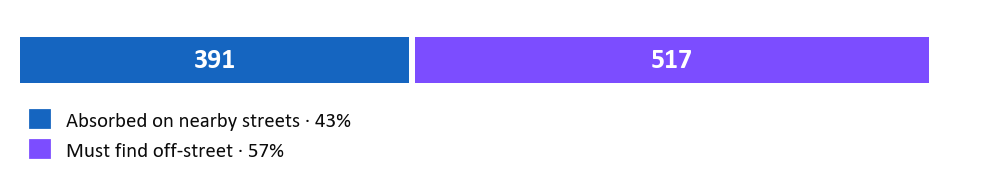 391 517
Absorbed on nearby streets · 43%
Must find off-street · 57%